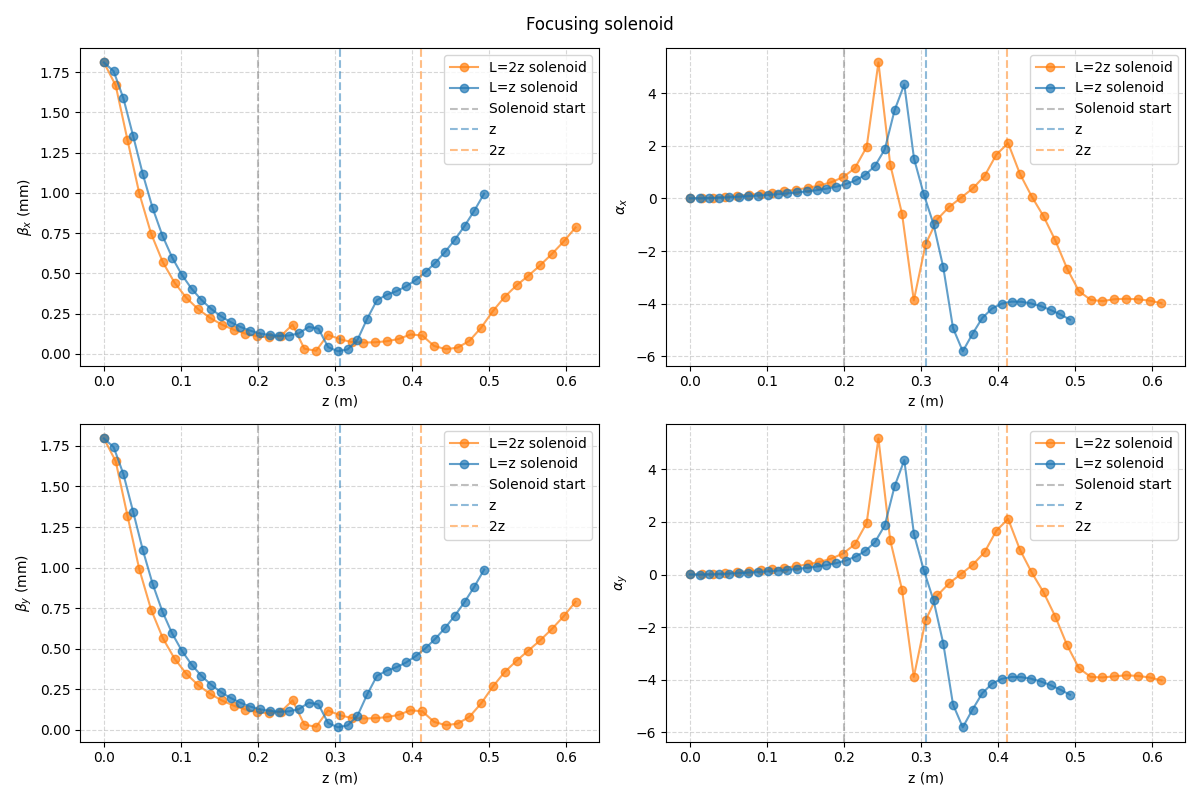 Focusing solenoid
β_x (mm)
1.75
1.50
1.25
1.00
0.75
0.50
0.25
0.00
0.0 0.1 0.2 0.3 0.4 0.5 0.6
z (m)
L=2z solenoid
L=z solenoid
Solenoid start
z
2z
α_x
4
2
0
−2
−4
−6
0.0 0.1 0.2 0.3 0.4 0.5 0.6
z (m)
L=2z solenoid
L=z solenoid
Solenoid start
z
2z
β_y (mm)
1.75
1.50
1.25
1.00
0.75
0.50
0.25
0.00
0.0 0.1 0.2 0.3 0.4 0.5 0.6
z (m)
L=2z solenoid
L=z solenoid
Solenoid start
z
2z
α_y
4
2
0
−2
−4
−6
0.0 0.1 0.2 0.3 0.4 0.5 0.6
z (m)
L=2z solenoid
L=z solenoid
Solenoid start
z
2z